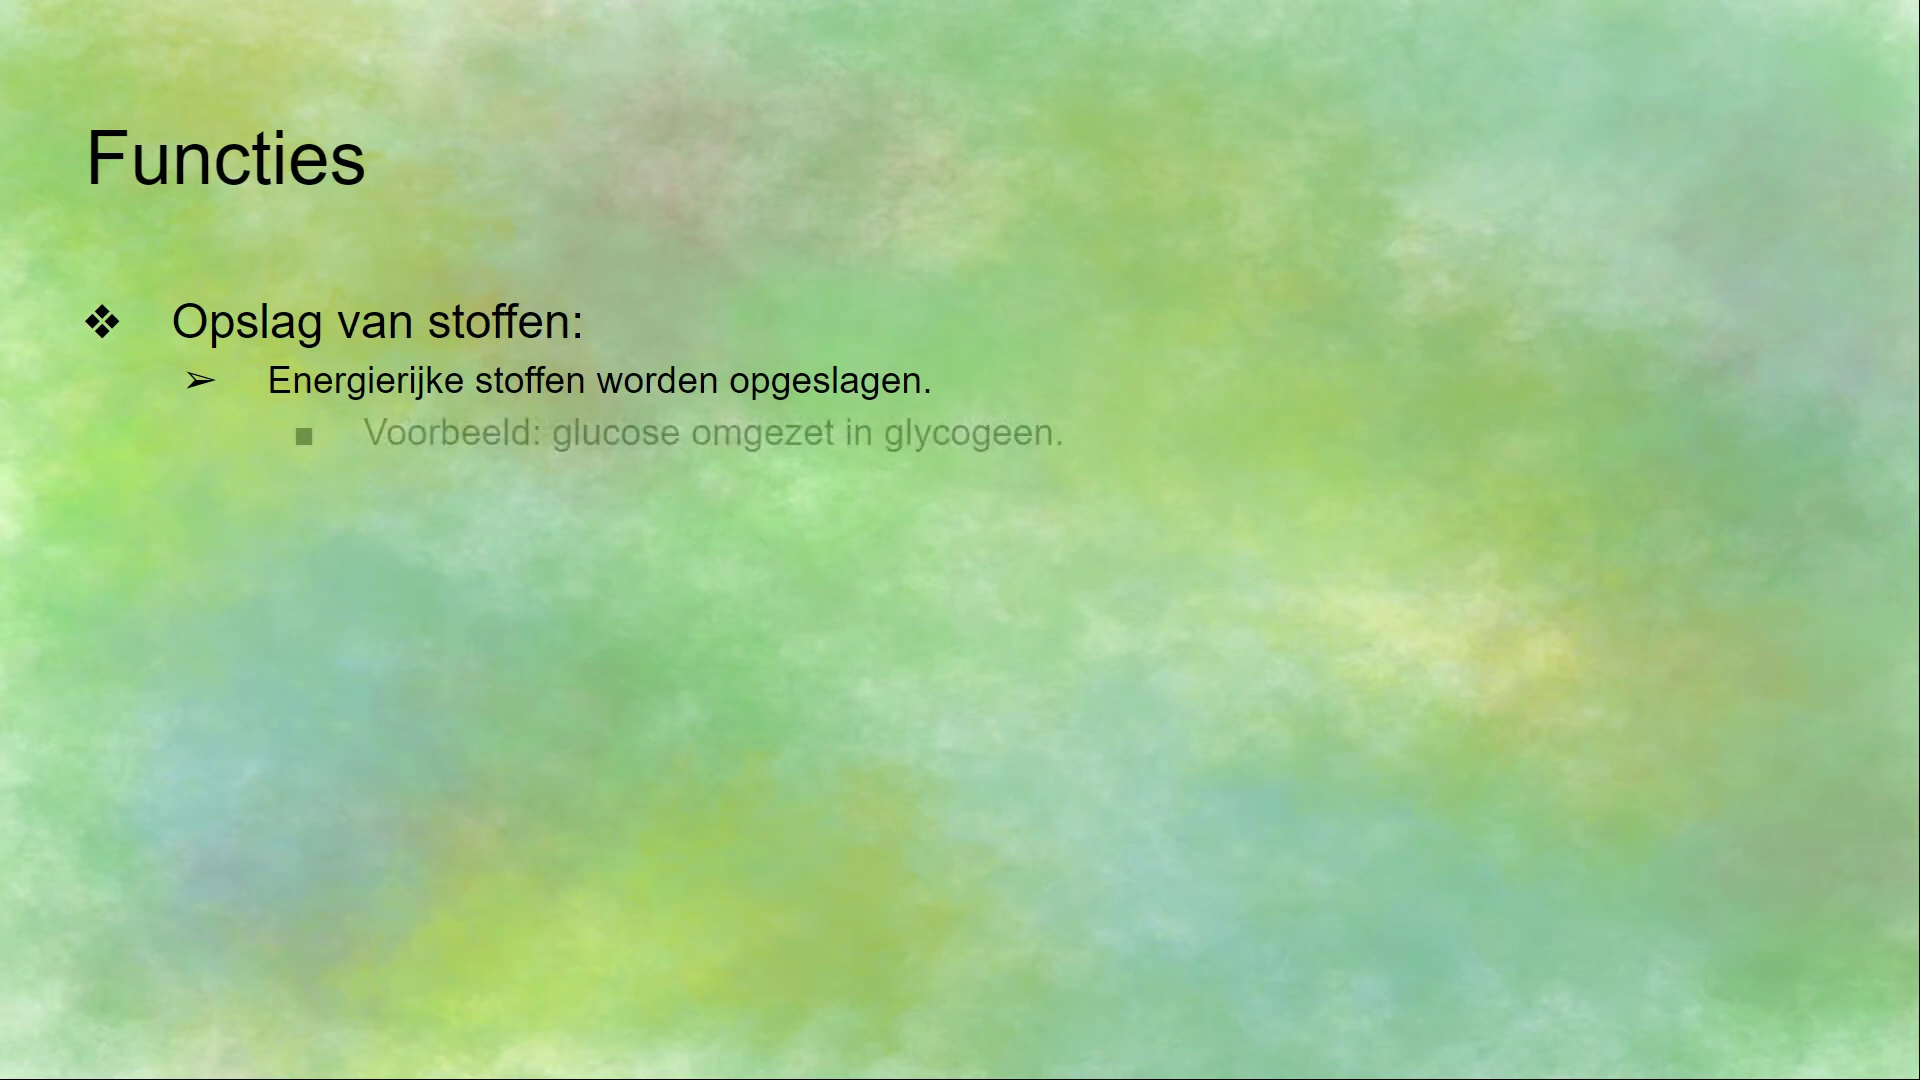 Functies
❖ Opslag van stoffen:
➢ Energierijke stoffen worden opgeslagen.
■ Voorbeeld: glucose omgezet in glycogeen.